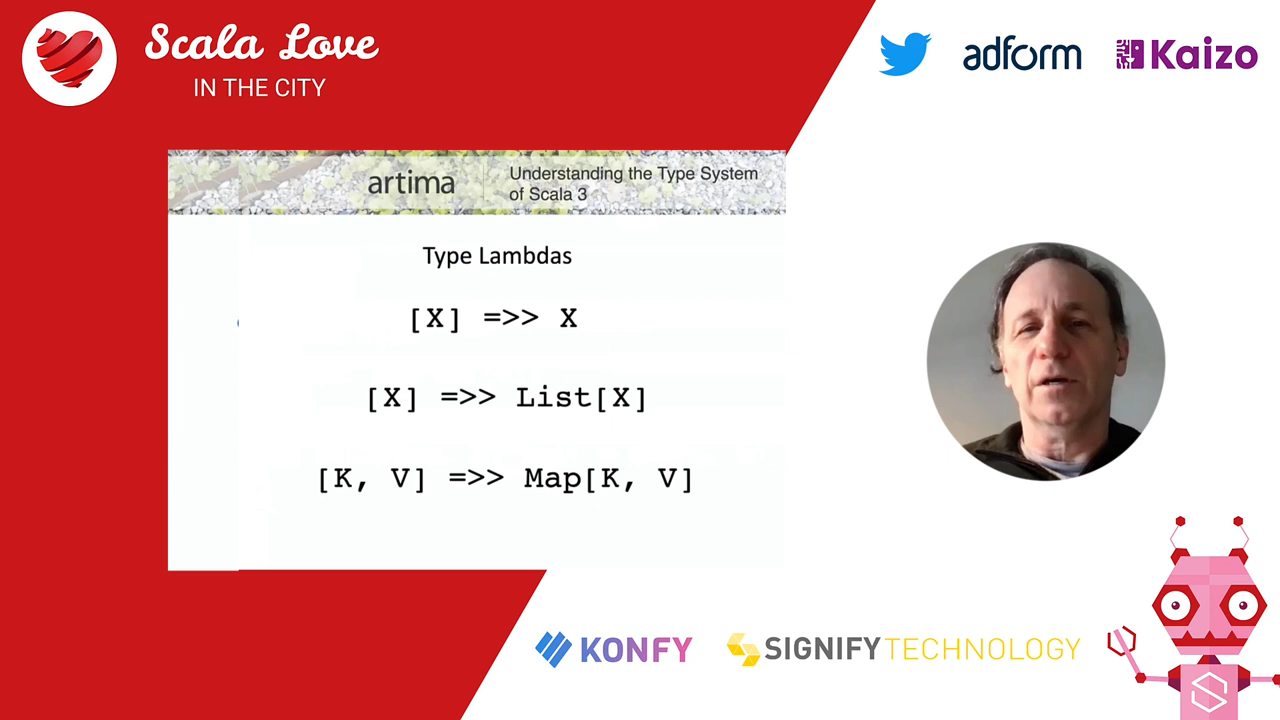 Scala Love
IN THE CITY
adform
Kaizo
artima
Understanding the Type System
of Scala 3
Type Lambdas
[X] =>> X
[X] =>> List[X]
[K, V] =>> Map[K, V]
KONFY
SIGNIFYTECHNOLOGY